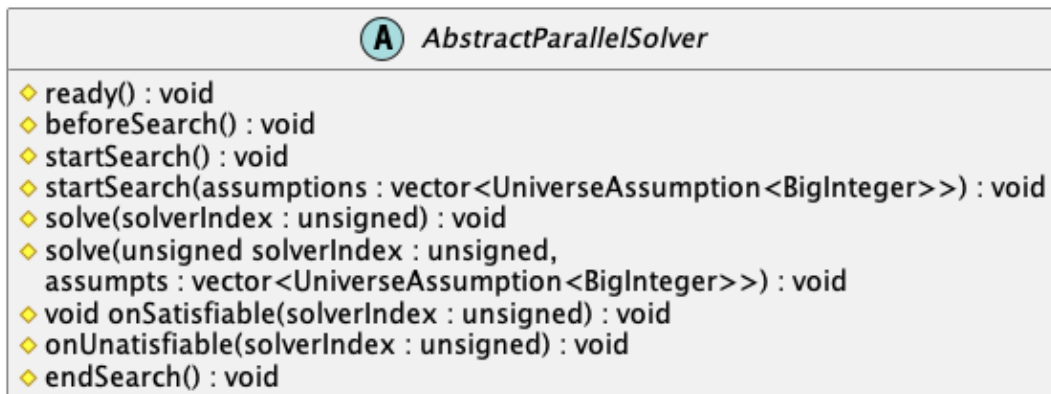 A AbstractParallelSolver
ready() : void
beforeSearch() : void
startSearch() : void
startSearch(assumptions : vector<UniverseAssumption<BigInteger>>) : void
solve(solverIndex : unsigned) : void
solve(unsigned solverIndex : unsigned,
assumpts : vector<UniverseAssumption<BigInteger>>) : void
void onSatisfiable(solverIndex : unsigned) : void
onUnatisfiable(solverIndex : unsigned) : void
endSearch() : void